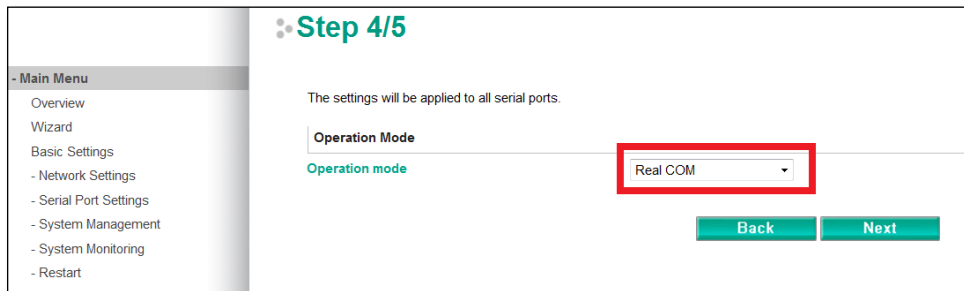 Step 4/5
- Main Menu
Overview
Wizard
Basic Settings
- Network Settings
- Serial Port Settings
- System Management
- System Monitoring
- Restart
The settings will be applied to all serial ports.
Operation Mode
Operation mode
Real COM
Back
Next